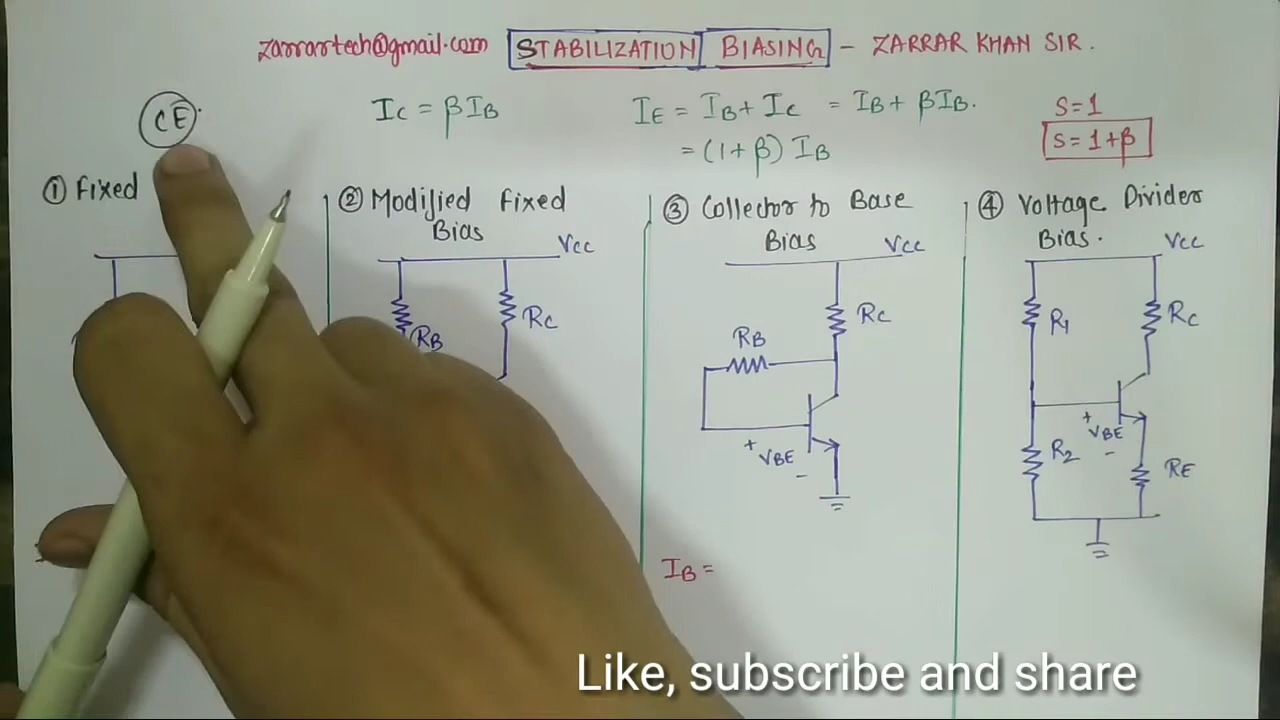 zarrartech@gmail.com STABILIZATION BIASING - ZARRAR KHAN SIR.
CE
IC = βIB
IE = IB + IC = IB + βIB.
= (1+β) IB
S=1
S=1+β
① Fixed
② Modified Fixed
Bias
Vcc
RB
RC
③ Collector to Base
Bias
Vcc
RC
RB
+
VBE
-
IB =
④ Voltage Divider
Bias.
Vcc
R1
RC
+
VBE
-
R2
RE
Like, subscribe and share